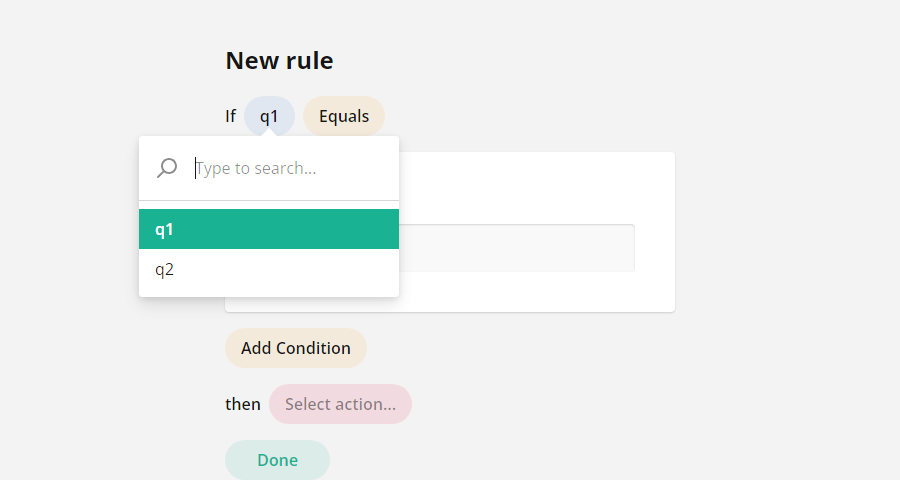 New rule
If q1 Equals
Type to search...
q1
q2
Add Condition
then Select action...
Done